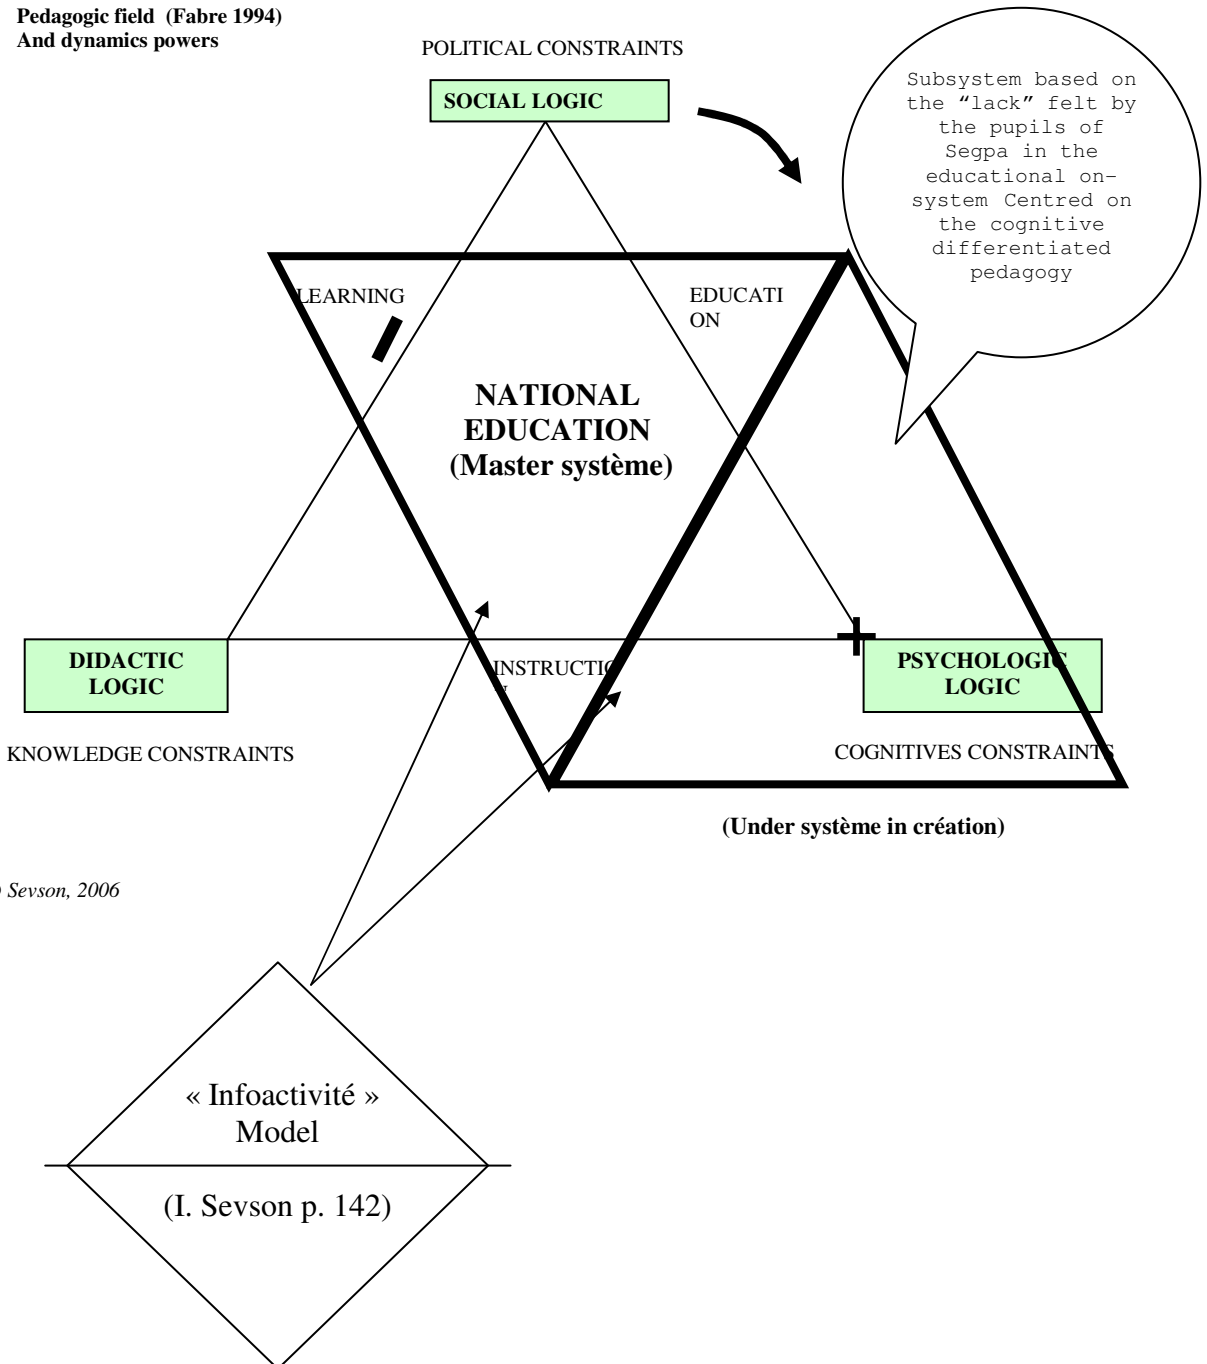 Pedagogic field  (Fabre 1994)
And dynamics powers
POLITICAL CONSTRAINTS
SOCIAL LOGIC
Subsystem based on
the “lack” felt by
the pupils of
Segpa in the
educational on-
system Centred on
the cognitive
differentiated
pedagogy
LEARNING
EDUCATI
ON
NATIONAL
EDUCATION
(Master système)
DIDACTIC
LOGIC
INSTRUCTIO
N
PSYCHOLOGIC
LOGIC
KNOWLEDGE CONSTRAINTS
COGNITIVES CONSTRAINTS
(Under système in création)
Sevson, 2006
« Infoactivité »
Model
(I. Sevson p. 142)